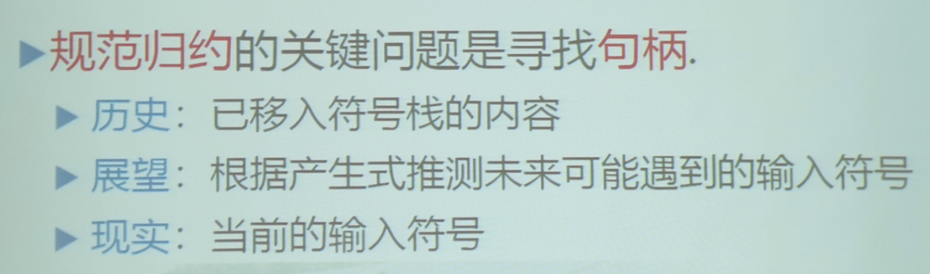 ▶规范归约的关键问题是寻找句柄.
▶ 历史：已移入符号栈的内容
▶ 展望：根据产生式推测未来可能遇到的输入符号
▶ 现实：当前的输入符号